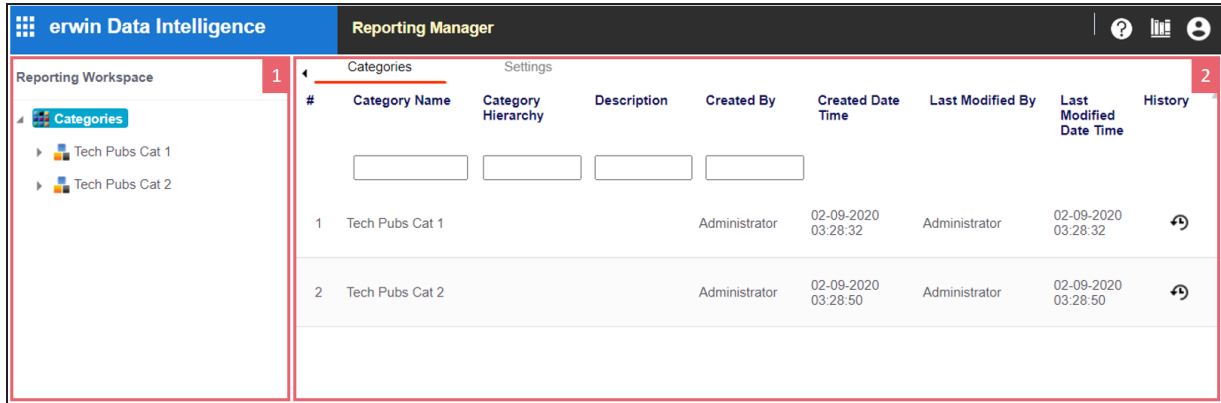 erwin Data Intelligence
Reporting Manager
Reporting Workspace
1
Categories
Tech Pubs Cat 1
Tech Pubs Cat 2
Categories Settings
2
# Category Name Category Hierarchy Description Created By Created Date Time Last Modified By Last Modified Date Time History
1 Tech Pubs Cat 1 Administrator 02-09-2020 03:28:32 Administrator 02-09-2020 03:28:32
2 Tech Pubs Cat 2 Administrator 02-09-2020 03:28:50 Administrator 02-09-2020 03:28:50